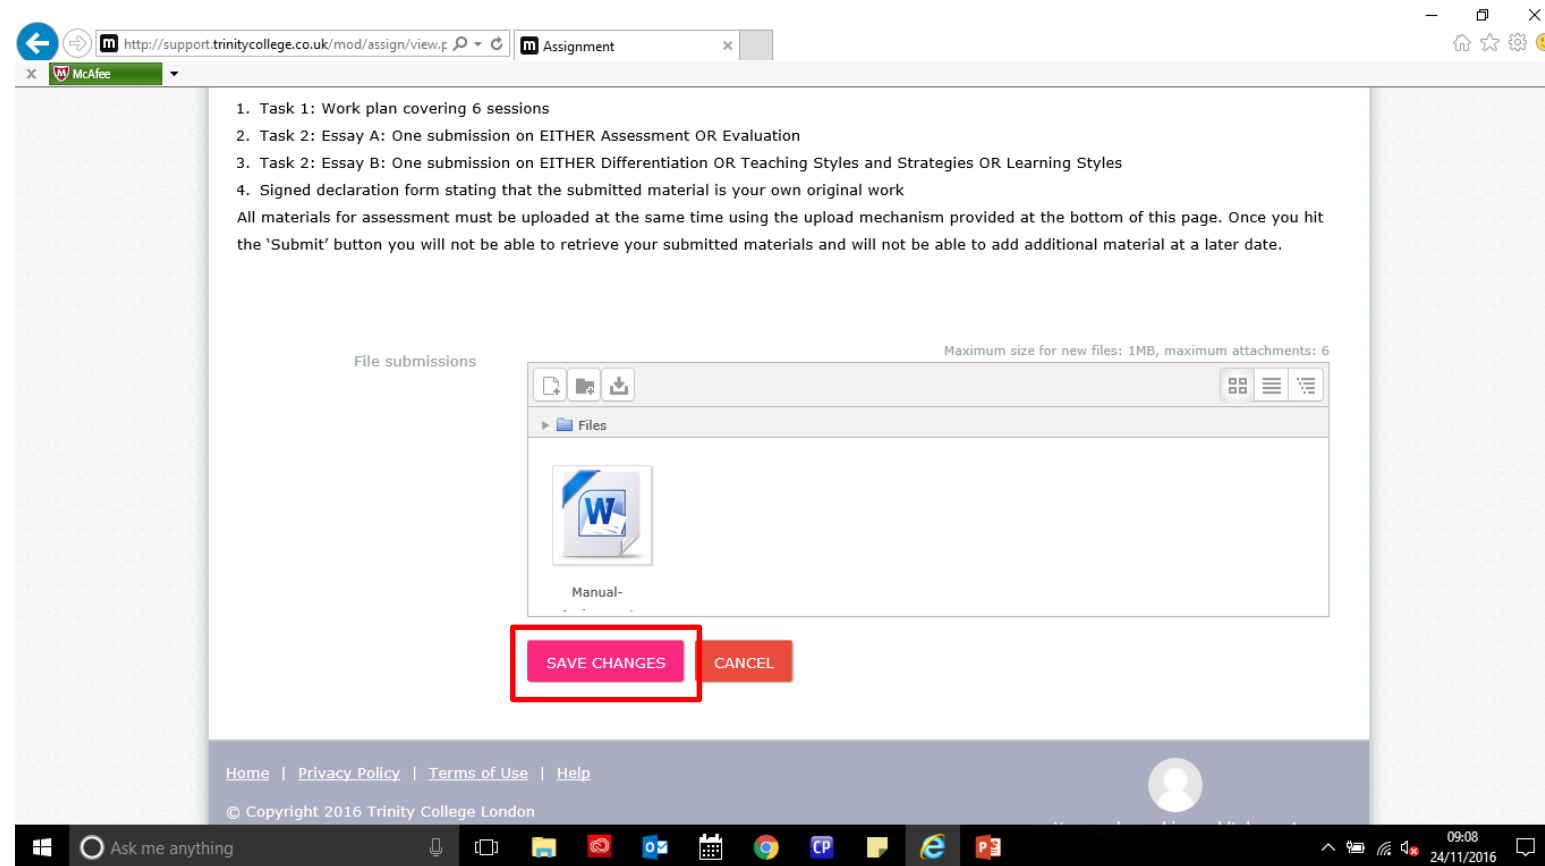 http://support.trinitycollege.co.uk/mod/assign/view.p
Assignment
McAfee
1. Task 1: Work plan covering 6 sessions
2. Task 2: Essay A: One submission on EITHER Assessment OR Evaluation
3. Task 2: Essay B: One submission on EITHER Differentiation OR Teaching Styles and Strategies OR Learning Styles
4. Signed declaration form stating that the submitted material is your own original work
All materials for assessment must be uploaded at the same time using the upload mechanism provided at the bottom of this page. Once you hit
the ‘Submit’ button you will not be able to retrieve your submitted materials and will not be able to add additional material at a later date.
Maximum size for new files: 1MB, maximum attachments: 6
File submissions
Files
Manual-
SAVE CHANGES
CANCEL
Home | Privacy Policy | Terms of Use | Help
© Copyright 2016 Trinity College London
Ask me anything
09:08
24/11/2016